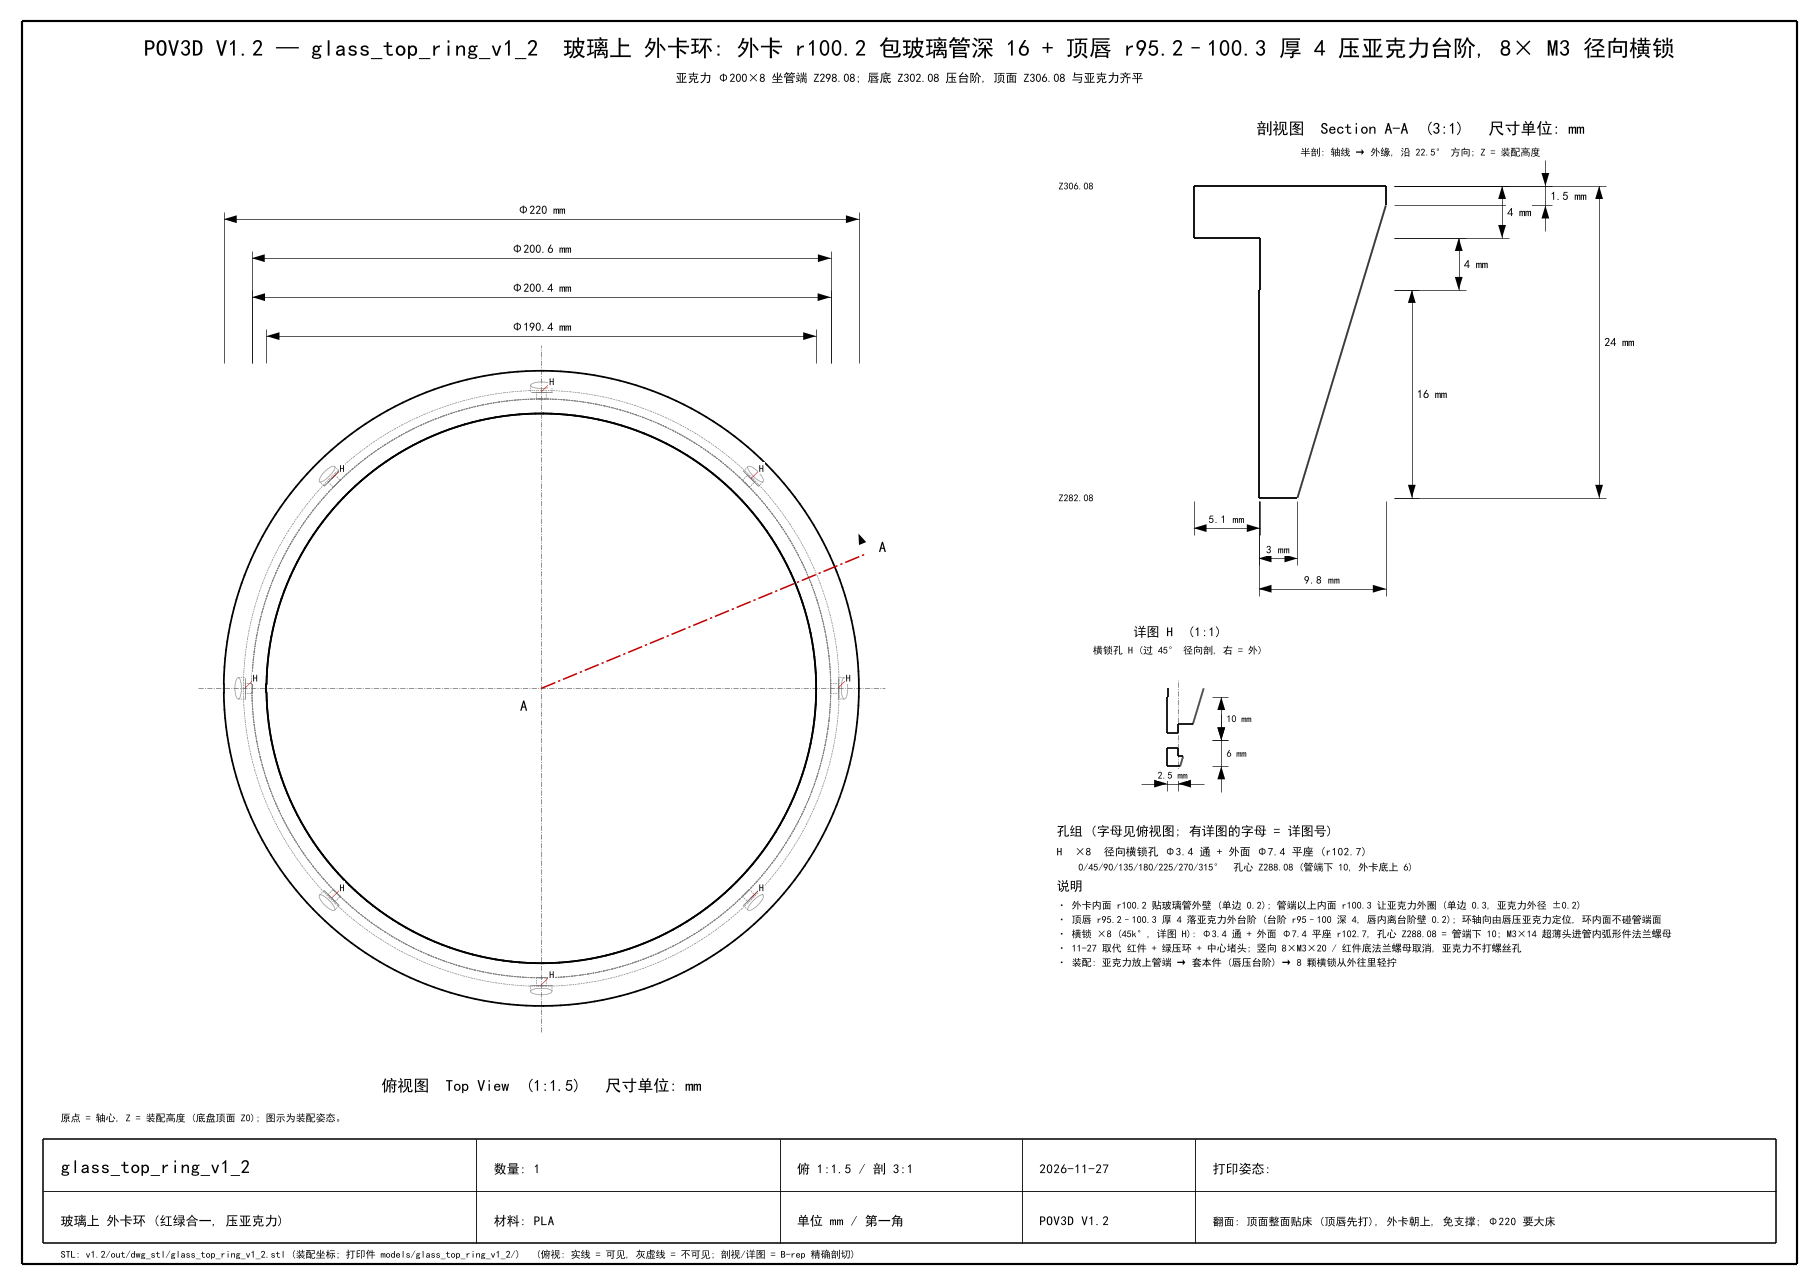 POV3D V1.2 — glass_top_ring_v1_2  玻璃上 外卡环: 外卡 r100.2 包玻璃管深 16 + 顶唇 r95.2–100.3 厚 4 压亚克力台阶, 8× M3 径向横锁
亚克力 Φ200×8 坐管端 Z298.08; 唇底 Z302.08 压台阶, 顶面 Z306.08 与亚克力齐平
剖视图  Section A-A  (3:1)   尺寸单位: mm
半剖: 轴线 → 外缘, 沿 22.5° 方向; Z = 装配高度
Z306.08
1.5 mm
4 mm
4 mm
24 mm
16 mm
Z282.08
5.1 mm
3 mm
9.8 mm
Φ220 mm
Φ200.6 mm
Φ200.4 mm
Φ190.4 mm
H
H
H
A
H
H
A
H
H
H
详图 H  (1:1)
横锁孔 H (过 45° 径向剖, 右 = 外)
10 mm
6 mm
2.5 mm
孔组 (字母见俯视图; 有详图的字母 = 详图号)
H  ×8  径向横锁孔 Φ3.4 通 + 外面 Φ7.4 平座 (r102.7)
0/45/90/135/180/225/270/315°  孔心 Z288.08 (管端下 10, 外卡底上 6)
说明
· 外卡内面 r100.2 贴玻璃管外壁 (单边 0.2); 管端以上内面 r100.3 让亚克力外圈 (单边 0.3, 亚克力外径 ±0.2)
· 顶唇 r95.2–100.3 厚 4 落亚克力外台阶 (台阶 r95–100 深 4, 唇内离台阶壁 0.2); 环轴向由唇压亚克力定位, 环内面不碰管端面
· 横锁 ×8 (45k°, 详图 H): Φ3.4 通 + 外面 Φ7.4 平座 r102.7, 孔心 Z288.08 = 管端下 10; M3×14 超薄头进管内弧形件法兰螺母
· 11-27 取代 红件 + 绿压环 + 中心堵头; 竖向 8×M3×20 / 红件底法兰螺母取消, 亚克力不打螺丝孔
· 装配: 亚克力放上管端 → 套本件 (唇压台阶) → 8 颗横锁从外往里轻拧
俯视图  Top View  (1:1.5)   尺寸单位: mm
原点 = 轴心, Z = 装配高度 (底盘顶面 Z0); 图示为装配姿态。
glass_top_ring_v1_2
数量: 1
俯 1:1.5 / 剖 3:1
2026-11-27
打印姿态:
玻璃上 外卡环 (红绿合一, 压亚克力)
材料: PLA
单位 mm / 第一角
POV3D V1.2
翻面: 顶面整面贴床 (顶唇先打), 外卡朝上, 免支撑; Φ220 要大床
STL: v1.2/out/dwg_stl/glass_top_ring_v1_2.stl (装配坐标; 打印件 models/glass_top_ring_v1_2/)   (俯视: 实线 = 可见, 灰虚线 = 不可见; 剖视/详图 = B-rep 精确剖切)